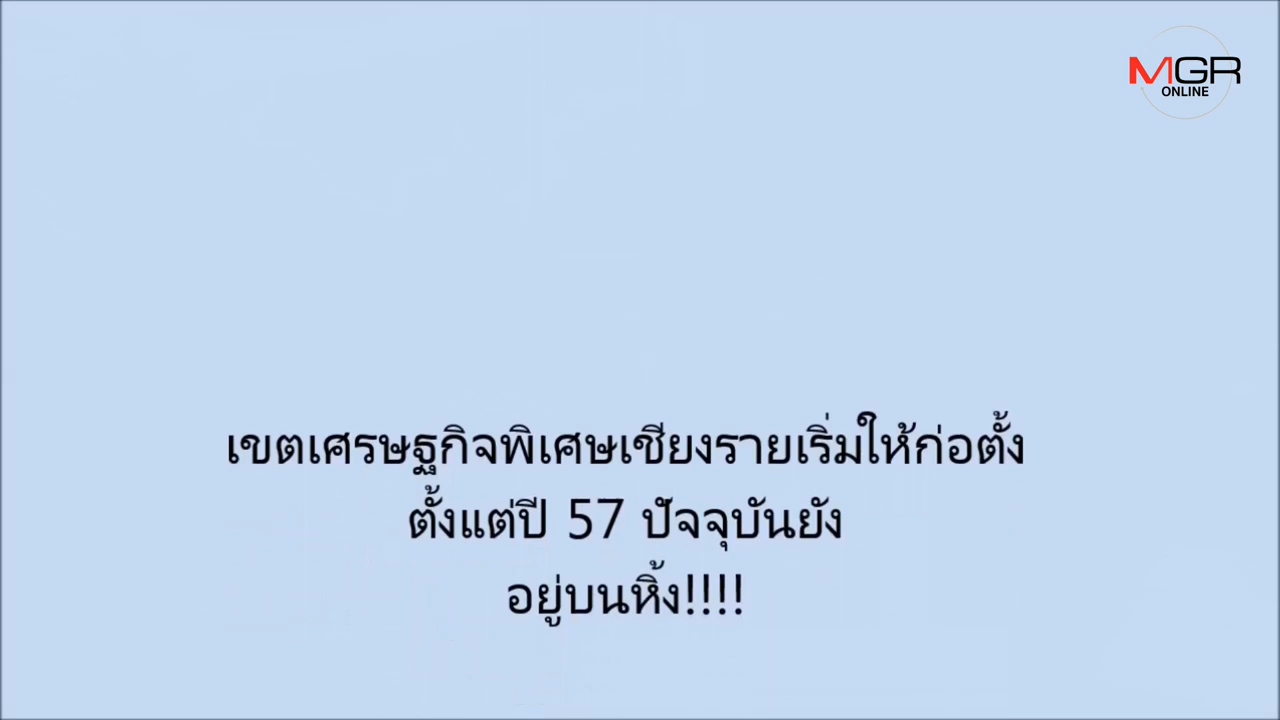 MGR
ONLINE
เขตเศรษฐกิจพิเศษเชียงรายเริ่มให้ก่อตั้ง
ตั้งแต่ปี 57 ปัจจุบันยัง
อยู่บนหิ้ง!!!!